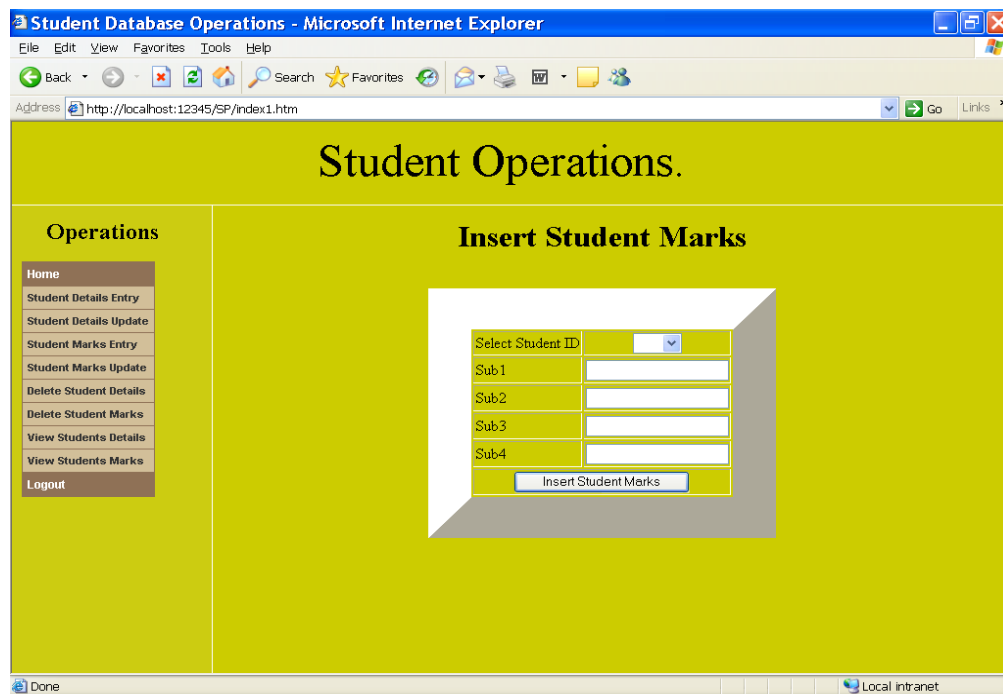 Student Database Operations - Microsoft Internet Explorer
File Edit View Favorites Tools Help
Back Search Favorites
Address http://localhost:12345/SP/index1.htm Go Links
Student Operations.
Operations
Home
Student Details Entry
Student Details Update
Student Marks Entry
Student Marks Update
Delete Student Details
Delete Student Marks
View Students Details
View Students Marks
Logout
Insert Student Marks
Select Student ID
Sub1
Sub2
Sub3
Sub4
Insert Student Marks
Done Local intranet